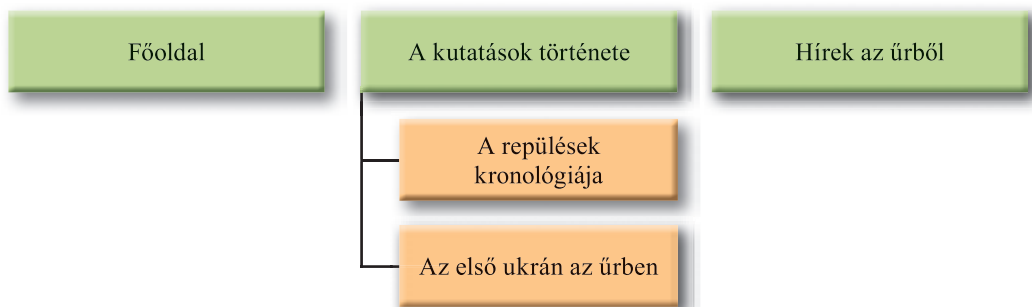 Főoldal
A kutatások története
Hírek az űrből
A repülések
kronológiája
Az első ukrán az űrben